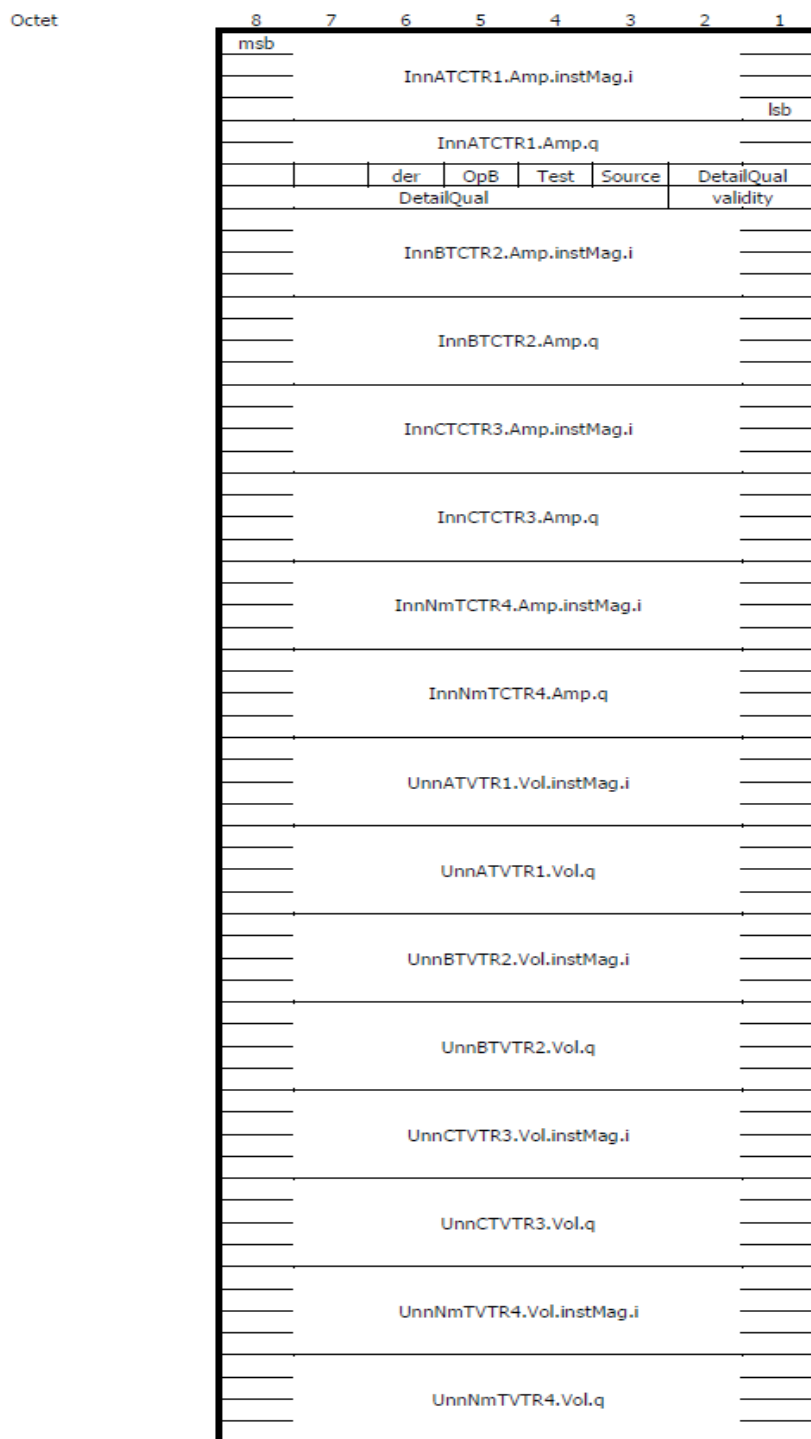 Octet 8 7 6 5 4 3 2 1
msb
InnATCTR1.Amp.instMag.i
lsb
InnATCTR1.Amp.q
der OpB Test Source DetailQual
DetailQual validity
InnBTCTR2.Amp.instMag.i
InnBTCTR2.Amp.q
InnCTCTR3.Amp.instMag.i
InnCTCTR3.Amp.q
InnNmTCTR4.Amp.instMag.i
InnNmTCTR4.Amp.q
UnnATVTR1.Vol.instMag.i
UnnATVTR1.Vol.q
UnnBTVTR2.Vol.instMag.i
UnnBTVTR2.Vol.q
UnnCTVTR3.Vol.instMag.i
UnnCTVTR3.Vol.q
UnnNmTVTR4.Vol.instMag.i
UnnNmTVTR4.Vol.q